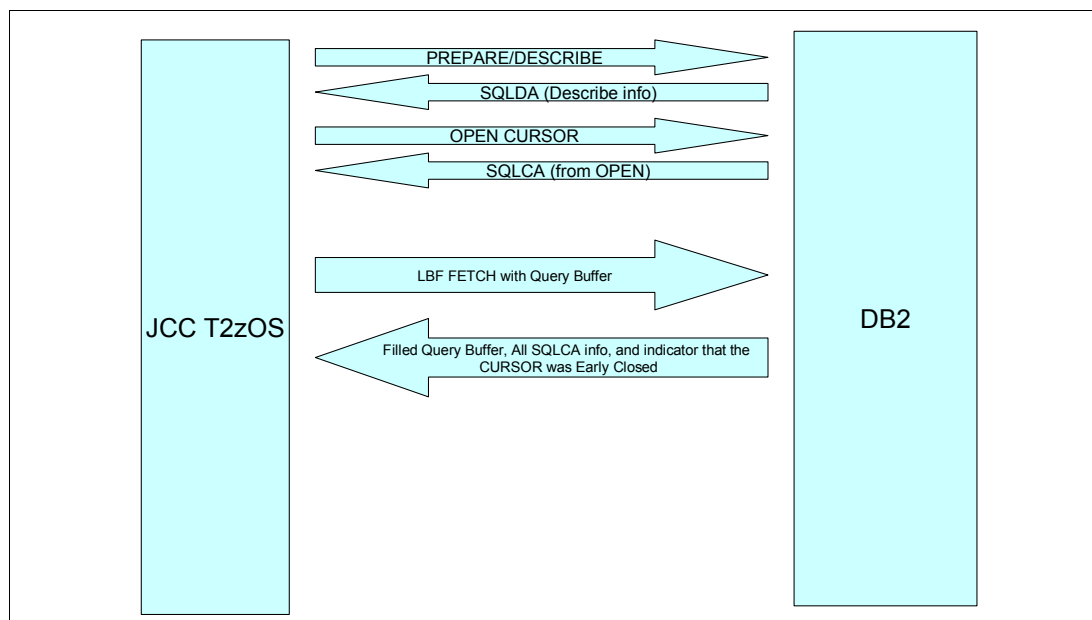 PREPARE/DESCRIBE
SQLDA (Describe info)
OPEN CURSOR
SQLCA (from OPEN)
LBF FETCH with Query Buffer
JCC T2zOS
DB2
Filled Query Buffer, All SQLCA info, and indicator that the
CURSOR was Early Closed